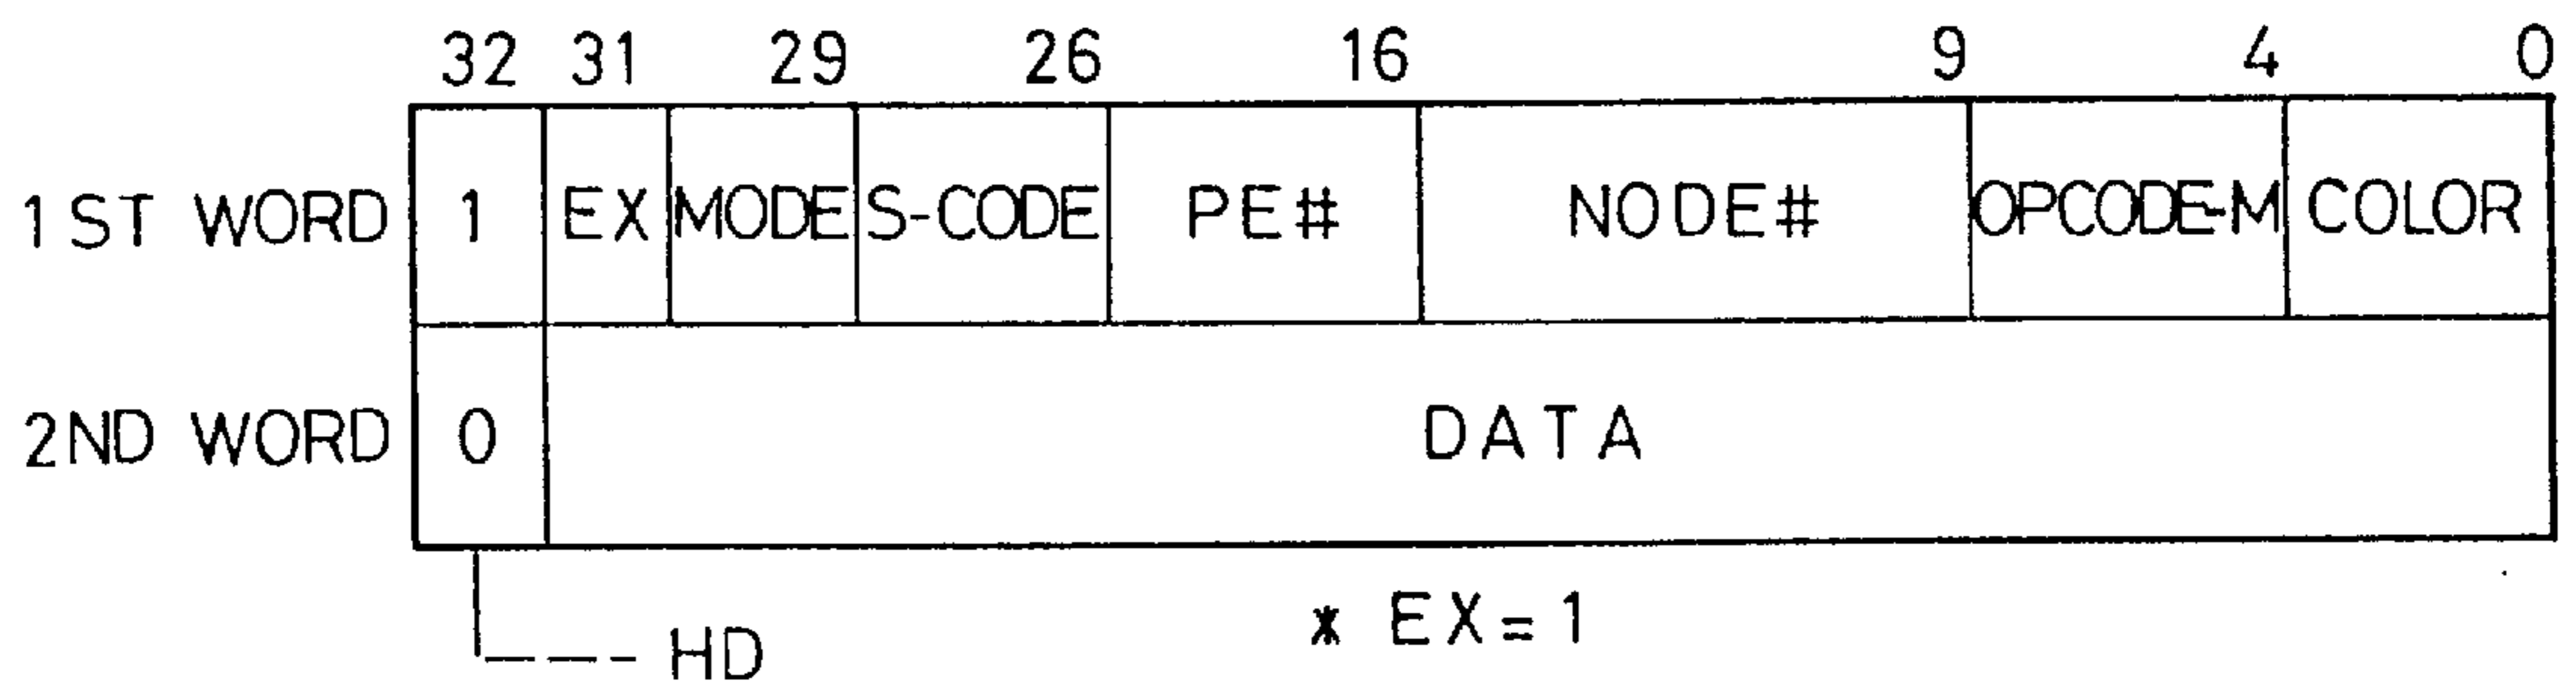 32 31 29 26 16 9 4 0
1ST WORD 1 EX MODE S-CODE PE# NODE# OPCODE-M COLOR
2ND WORD 0 DATA
HD * EX=1